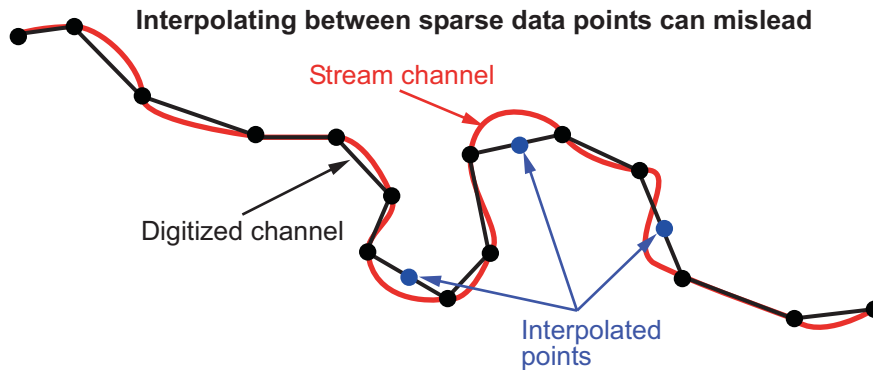 Interpolating between sparse data points can mislead
Stream channel
Digitized channel
Interpolated
points